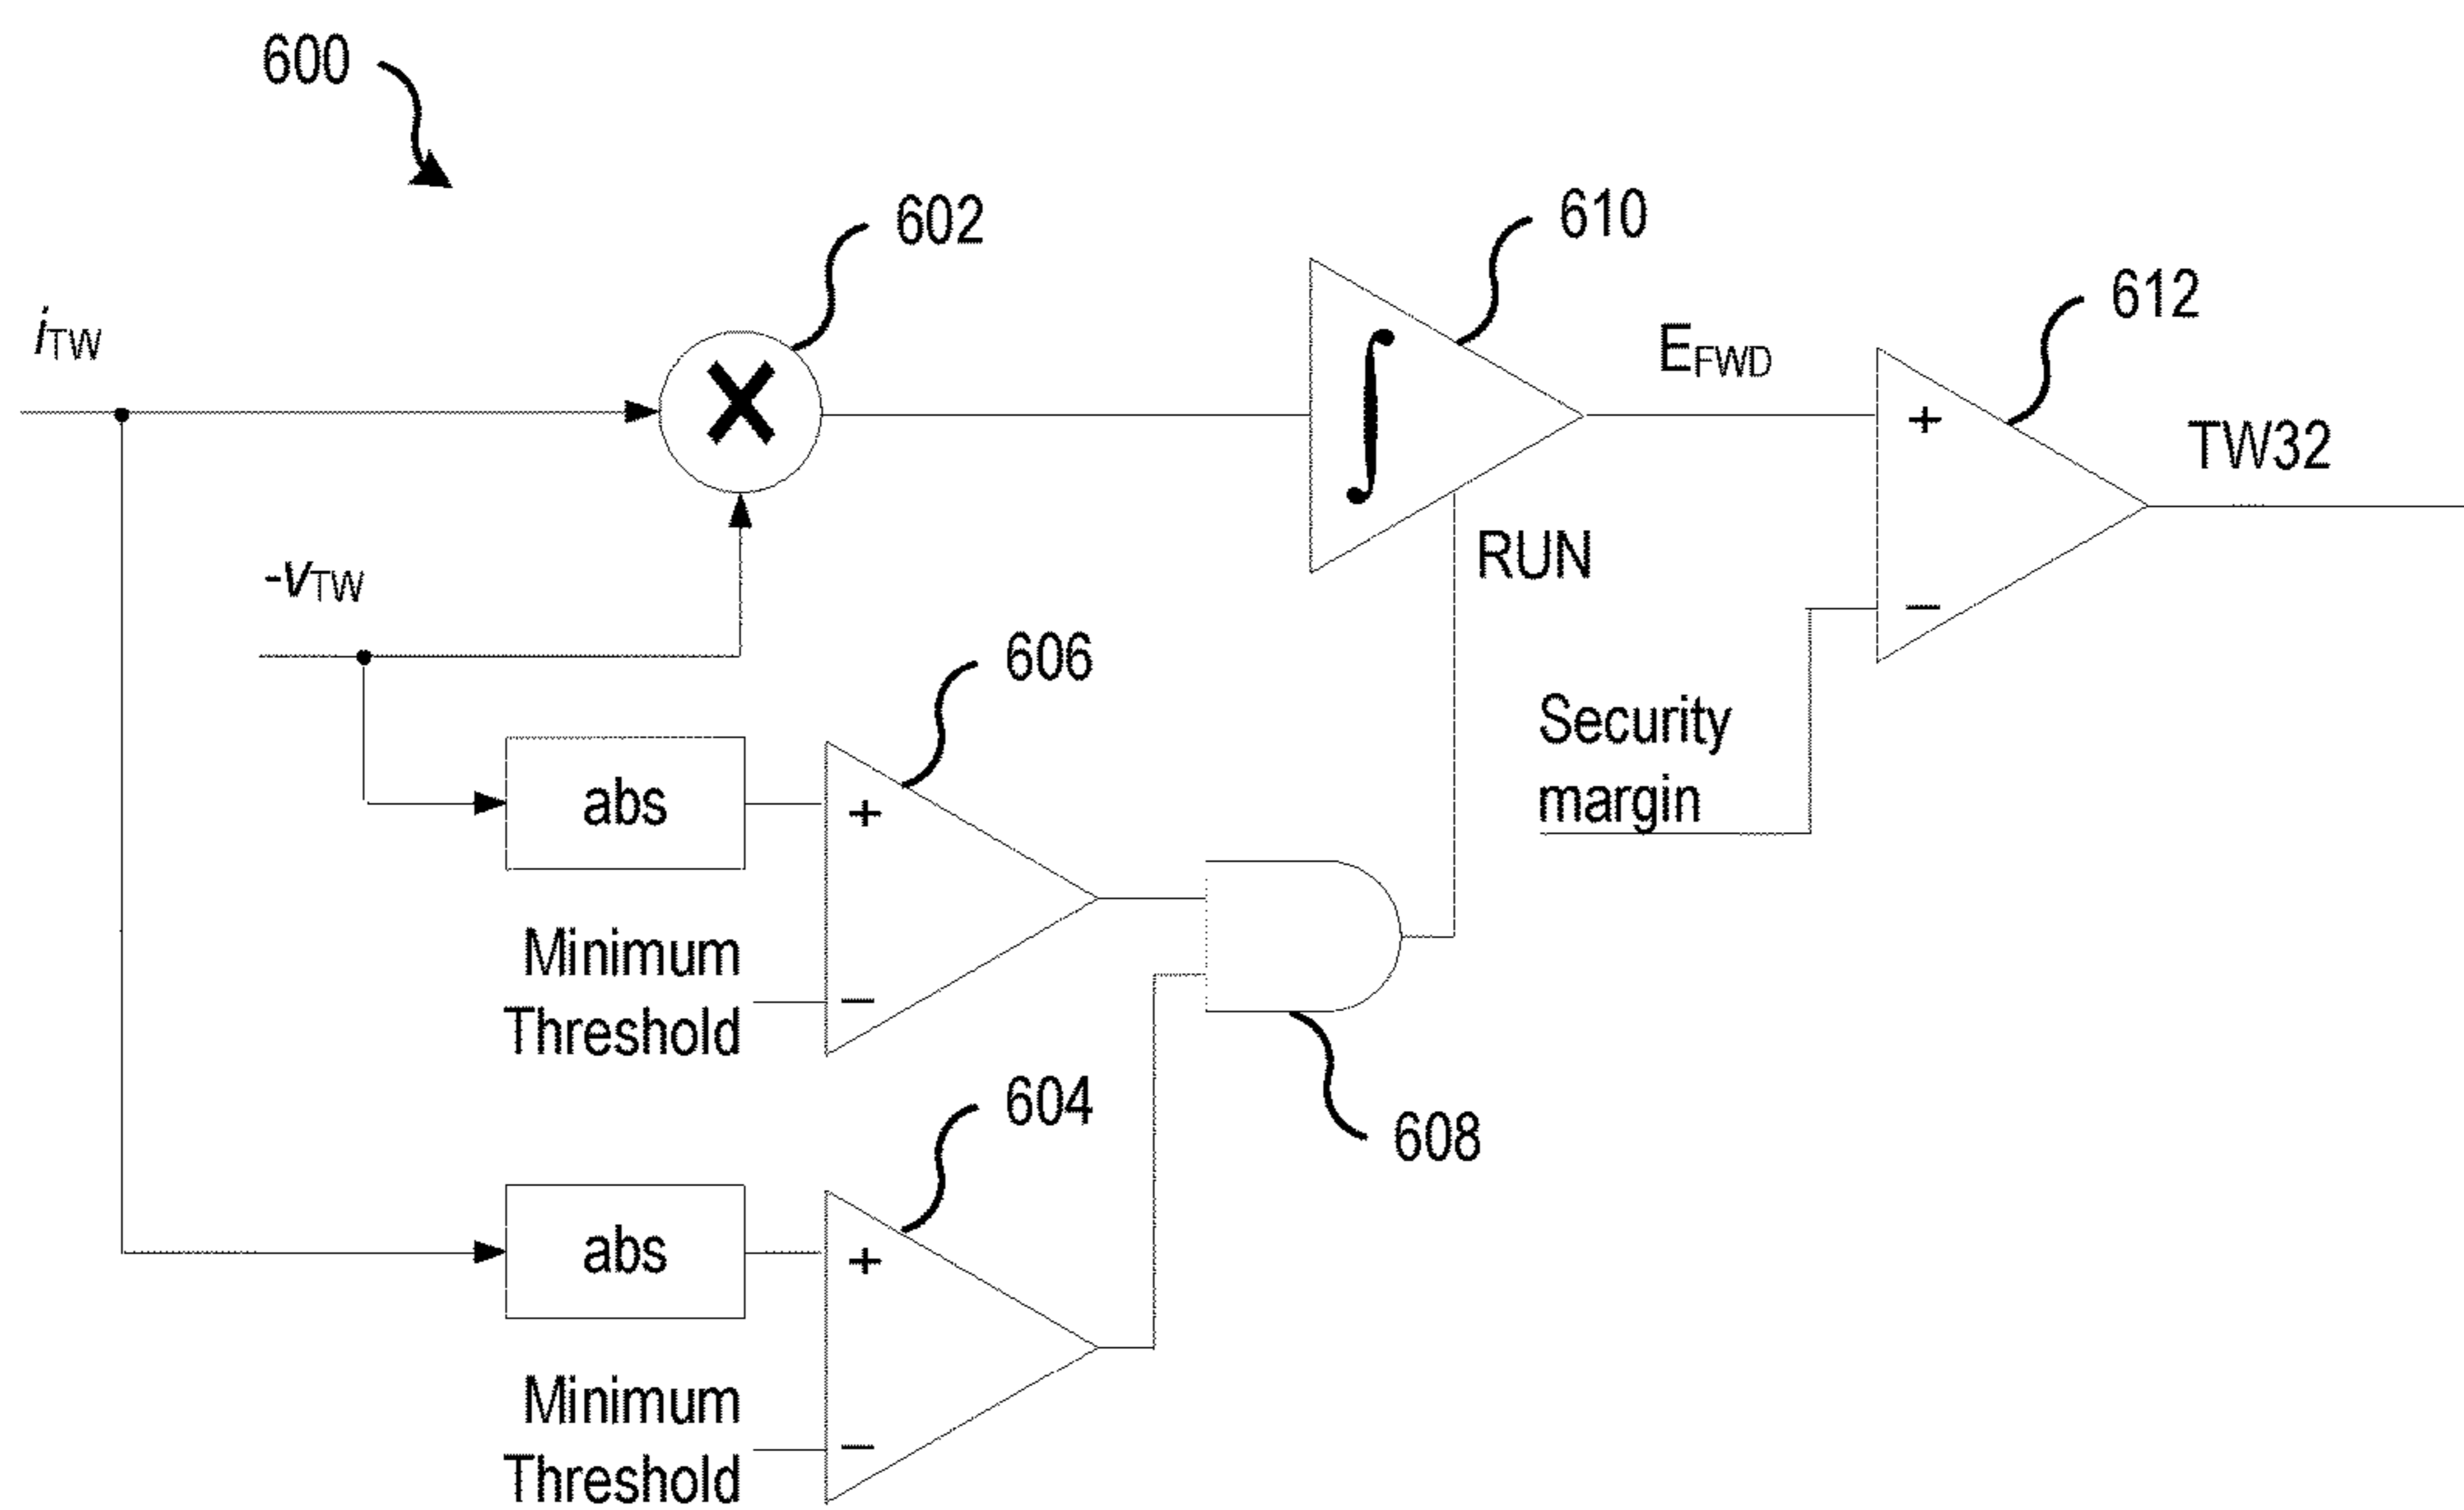 600
602
610
612
iTW
EFWD
TW32
-vTW
RUN
606
Security
margin
abs
+
−
+
−
Minimum
Threshold
604
608
abs
+
−
Minimum
Threshold